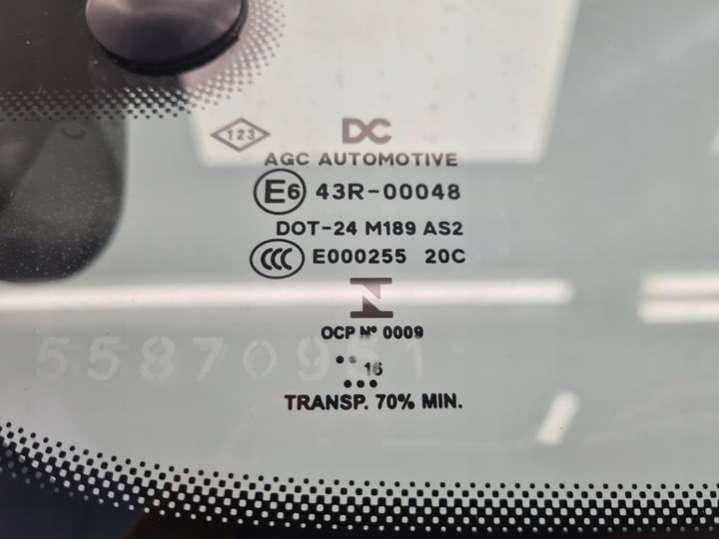 123 DC
AGC AUTOMOTIVE
E6 43R-00048
DOT-24 M189 AS2
CCC E000255 20C
OCP Nº 0009
16
TRANSP. 70% MIN.